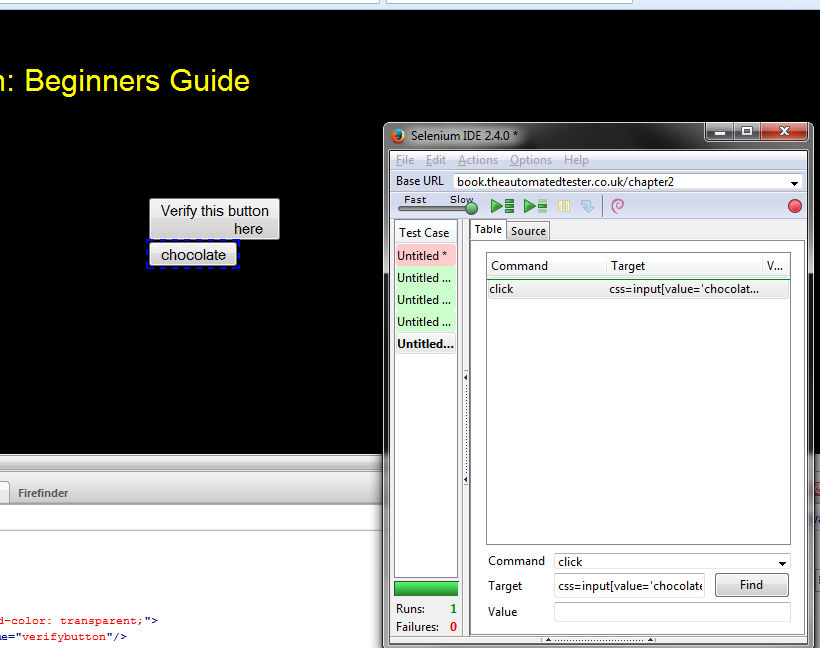 n: Beginners Guide
Verify this button
here
chocolate
Firefinder
d-color: transparent;">
me="verifybutton"/>
Selenium IDE 2.4.0 *
File Edit Actions Options Help
Base URL book.theautomatedtester.co.uk/chapter2
Fast Slow
Test Case
Untitled *
Untitled ...
Untitled ...
Untitled ...
Untitled...
Runs: 1
Failures: 0
Table Source
Command Target V...
click css=input[value='chocolat...
Command click
Target css=input[value='chocolate Find
Value